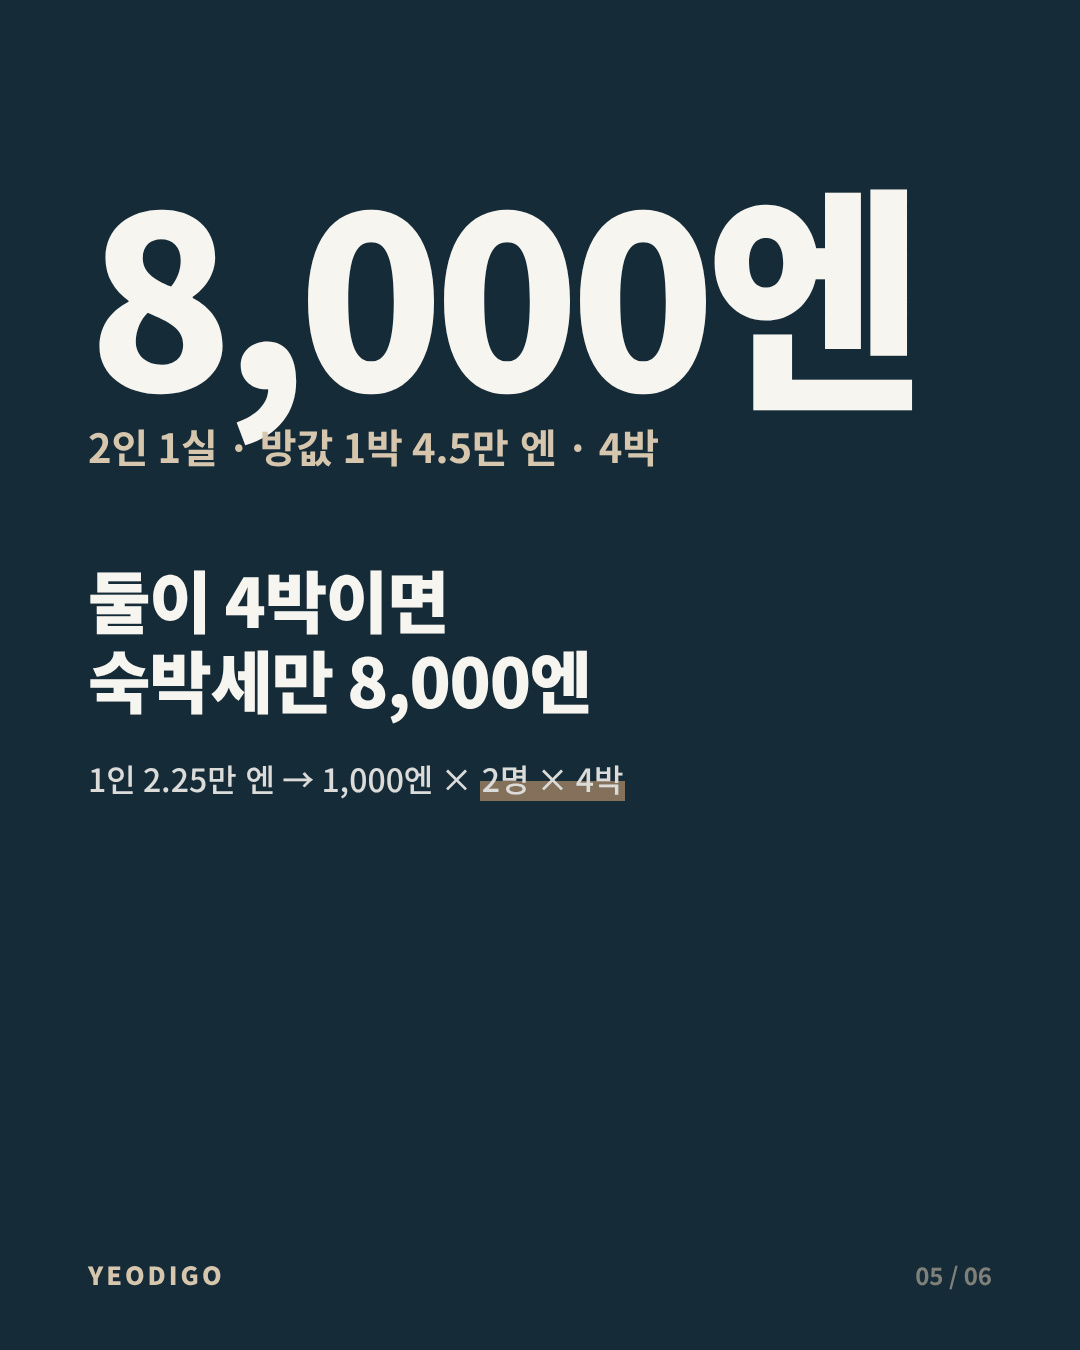 8,000엔
2인 1실 · 방값 1박 4.5만 엔 · 4박
둘이 4박이면
숙박세만 8,000엔
1인 2.25만 엔 → 1,000엔 × 2명 × 4박
YEODIGO
05 / 06